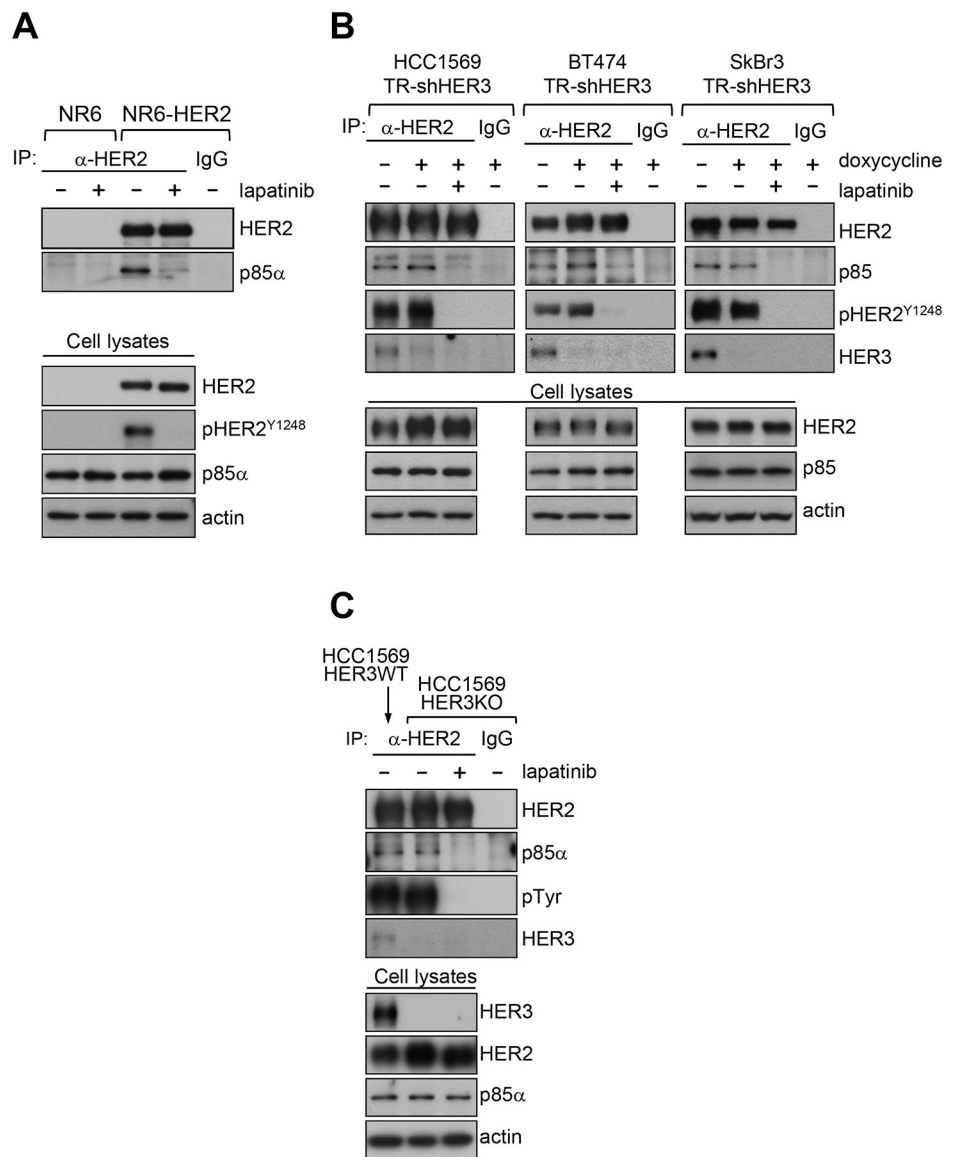 A
NR6 NR6-HER2
IP: α-HER2 IgG
– + – + – lapatinib
HER2
p85α
Cell lysates
HER2
pHER2Y1248
p85α
actin
B
HCC1569 BT474 SkBr3
TR-shHER3 TR-shHER3 TR-shHER3
IP: α-HER2 IgG α-HER2 IgG α-HER2 IgG
– + + + – + + + – + + + doxycycline
– – + – – – + – – – + – lapatinib
HER2
p85
pHER2Y1248
HER3
Cell lysates
HER2
p85
actin
C
HCC1569
HER3WT
HCC1569
HER3KO
IP: α-HER2 IgG
– – + – lapatinib
HER2
p85α
pTyr
HER3
Cell lysates
HER3
HER2
p85α
actin